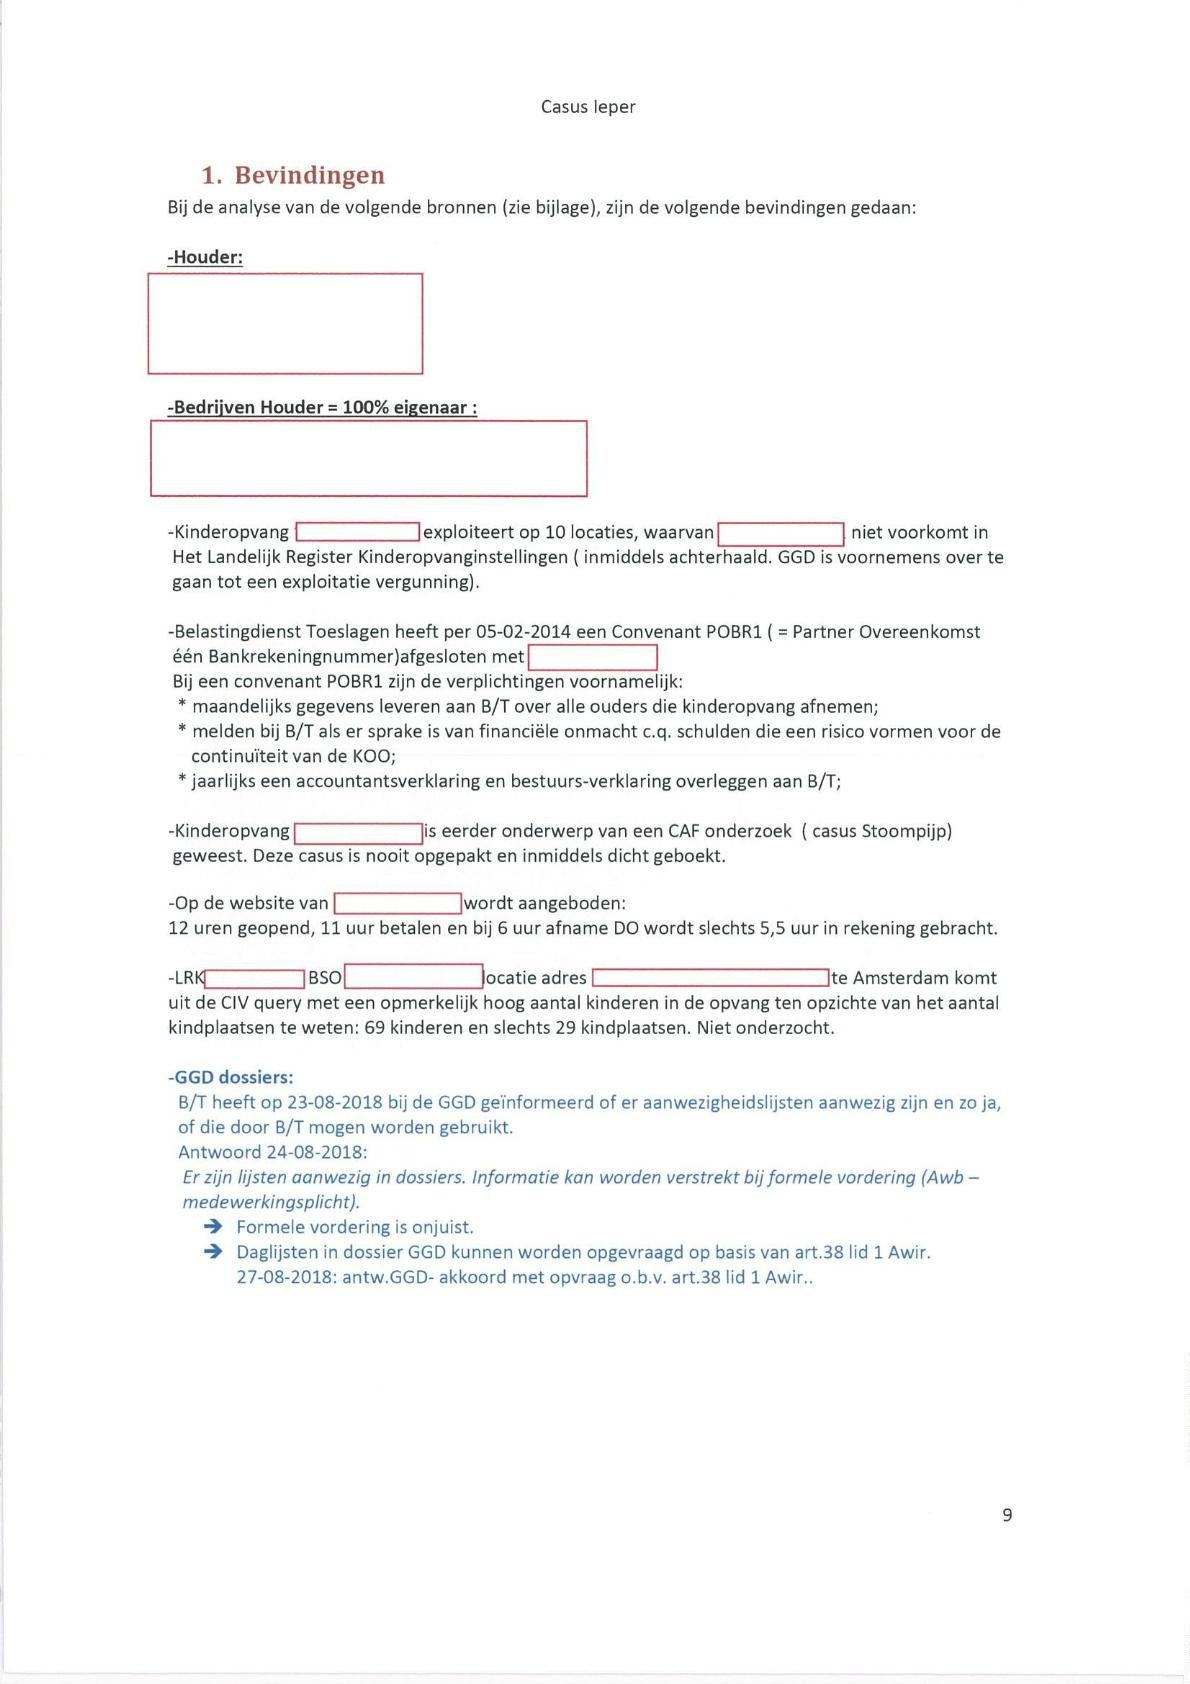 Casus Ieper
1. Bevindingen
Bij de analyse van de volgende bronnen (zie bijlage), zijn de volgende bevindingen gedaan:
-Houder:
-Bedrijven Houder = 100% eigenaar :
-Kinderopvang exploiteert op 10 locaties, waarvan niet voorkomt in
Het Landelijk Register Kinderopvanginstellingen ( inmiddels achterhaald. GGD is voornemens over te
gaan tot een exploitatie vergunning).
-Belastingdienst Toeslagen heeft per 05-02-2014 een Convenant POBR1 ( = Partner Overeenkomst
één Bankrekeningnummer)afgesloten met
Bij een convenant POBR1 zijn de verplichtingen voornamelijk:
* maandelijks gegevens leveren aan B/T over alle ouders die kinderopvang afnemen;
* melden bij B/T als er sprake is van financiële onmacht c.q. schulden die een risico vormen voor de
continuïteit van de KOO;
* jaarlijks een accountantsverklaring en bestuurs-verklaring overleggen aan B/T;
-Kinderopvang is eerder onderwerp van een CAF onderzoek ( casus Stoompijp)
geweest. Deze casus is nooit opgepakt en inmiddels dicht geboekt.
-Op de website van wordt aangeboden:
12 uren geopend, 11 uur betalen en bij 6 uur afname DO wordt slechts 5,5 uur in rekening gebracht.
-LRK BSO locatie adres te Amsterdam komt
uit de CIV query met een opmerkelijk hoog aantal kinderen in de opvang ten opzichte van het aantal
kindplaatsen te weten: 69 kinderen en slechts 29 kindplaatsen. Niet onderzocht.
-GGD dossiers:
B/T heeft op 23-08-2018 bij de GGD geïnformeerd of er aanwezigheidslijsten aanwezig zijn en zo ja,
of die door B/T mogen worden gebruikt.
Antwoord 24-08-2018:
Er zijn lijsten aanwezig in dossiers. Informatie kan worden verstrekt bij formele vordering (Awb –
medewerkingsplicht).
➔ Formele vordering is onjuist.
➔ Daglijsten in dossier GGD kunnen worden opgevraagd op basis van art.38 lid 1 Awir.
27-08-2018: antw.GGD- akkoord met opvraag o.b.v. art.38 lid 1 Awir..
9